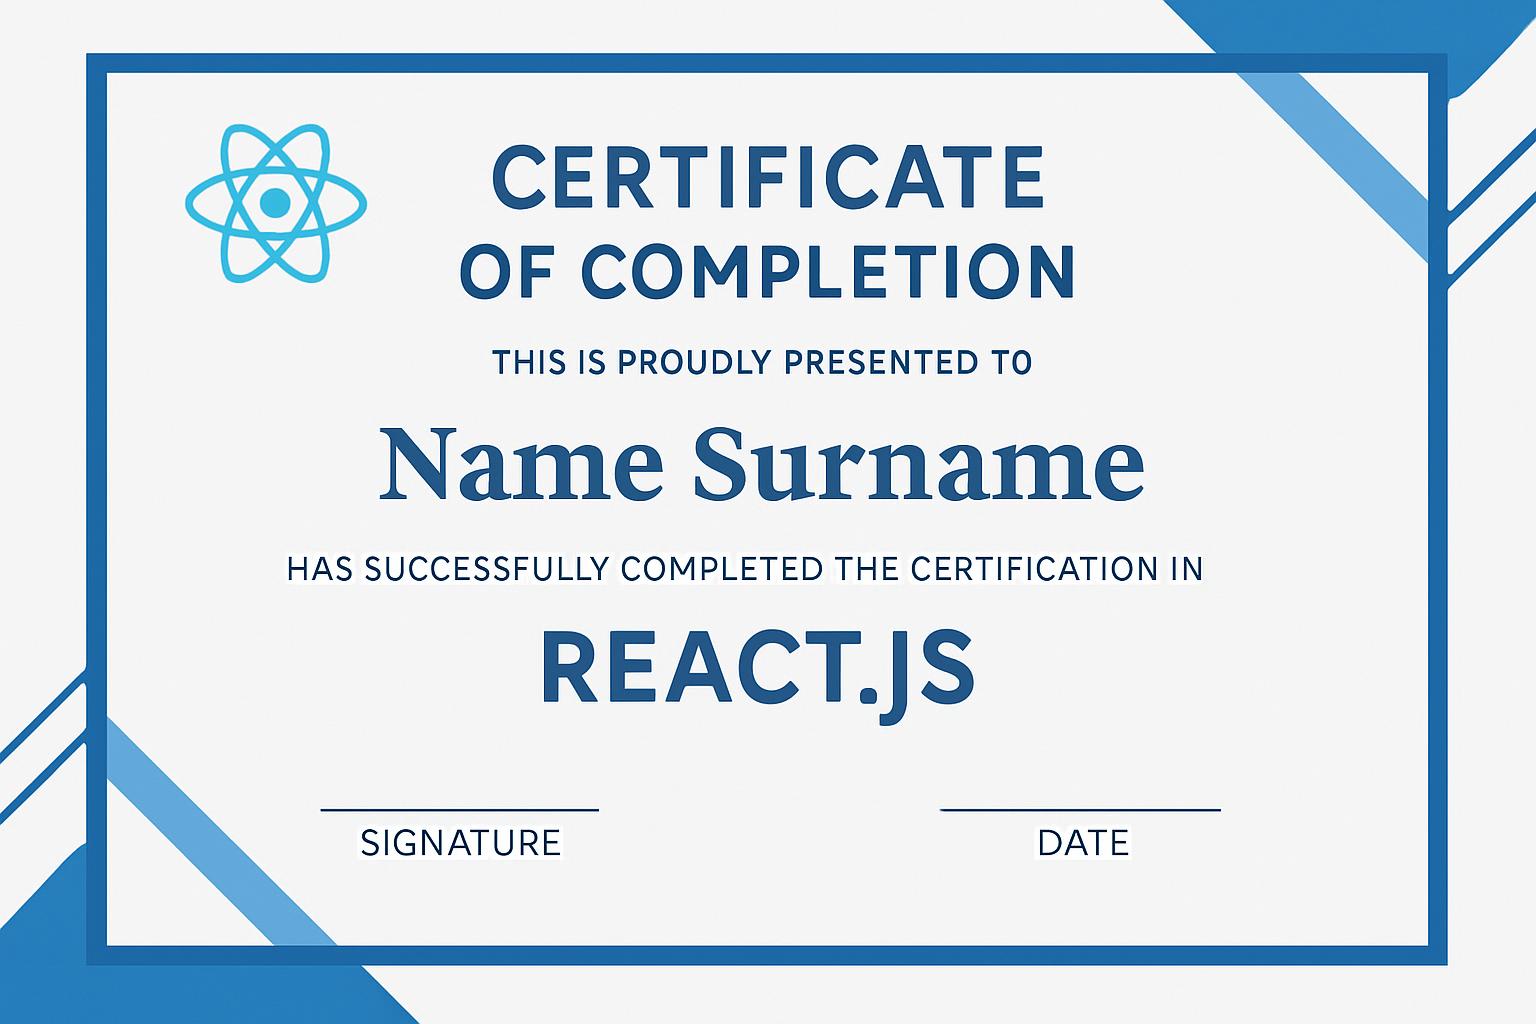 CERTIFICATE
OF COMPLETION
THIS IS PROUDLY PRESENTED TO
Name Surname
HAS SUCCESSFULLY COMPLETED THE CERTIFICATION IN
REACT.JS
SIGNATURE
DATE